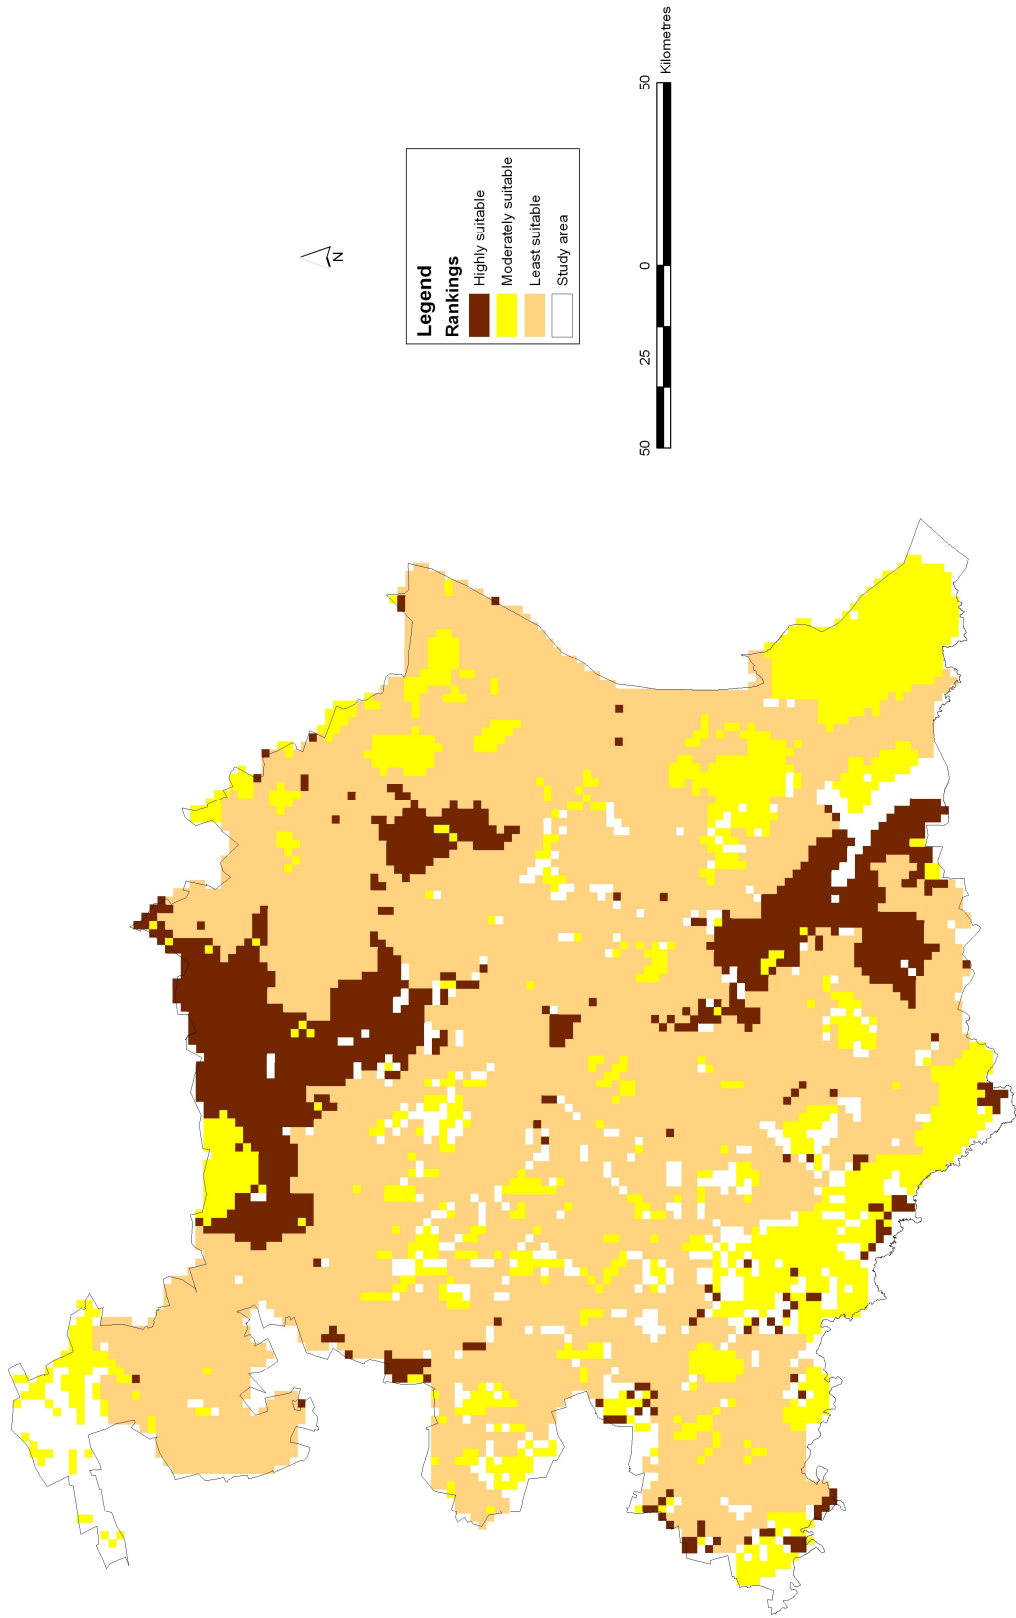 N
Legend
Rankings
Highly suitable
Moderately suitable
Least suitable
Study area
50 25 0 50
Kilometres